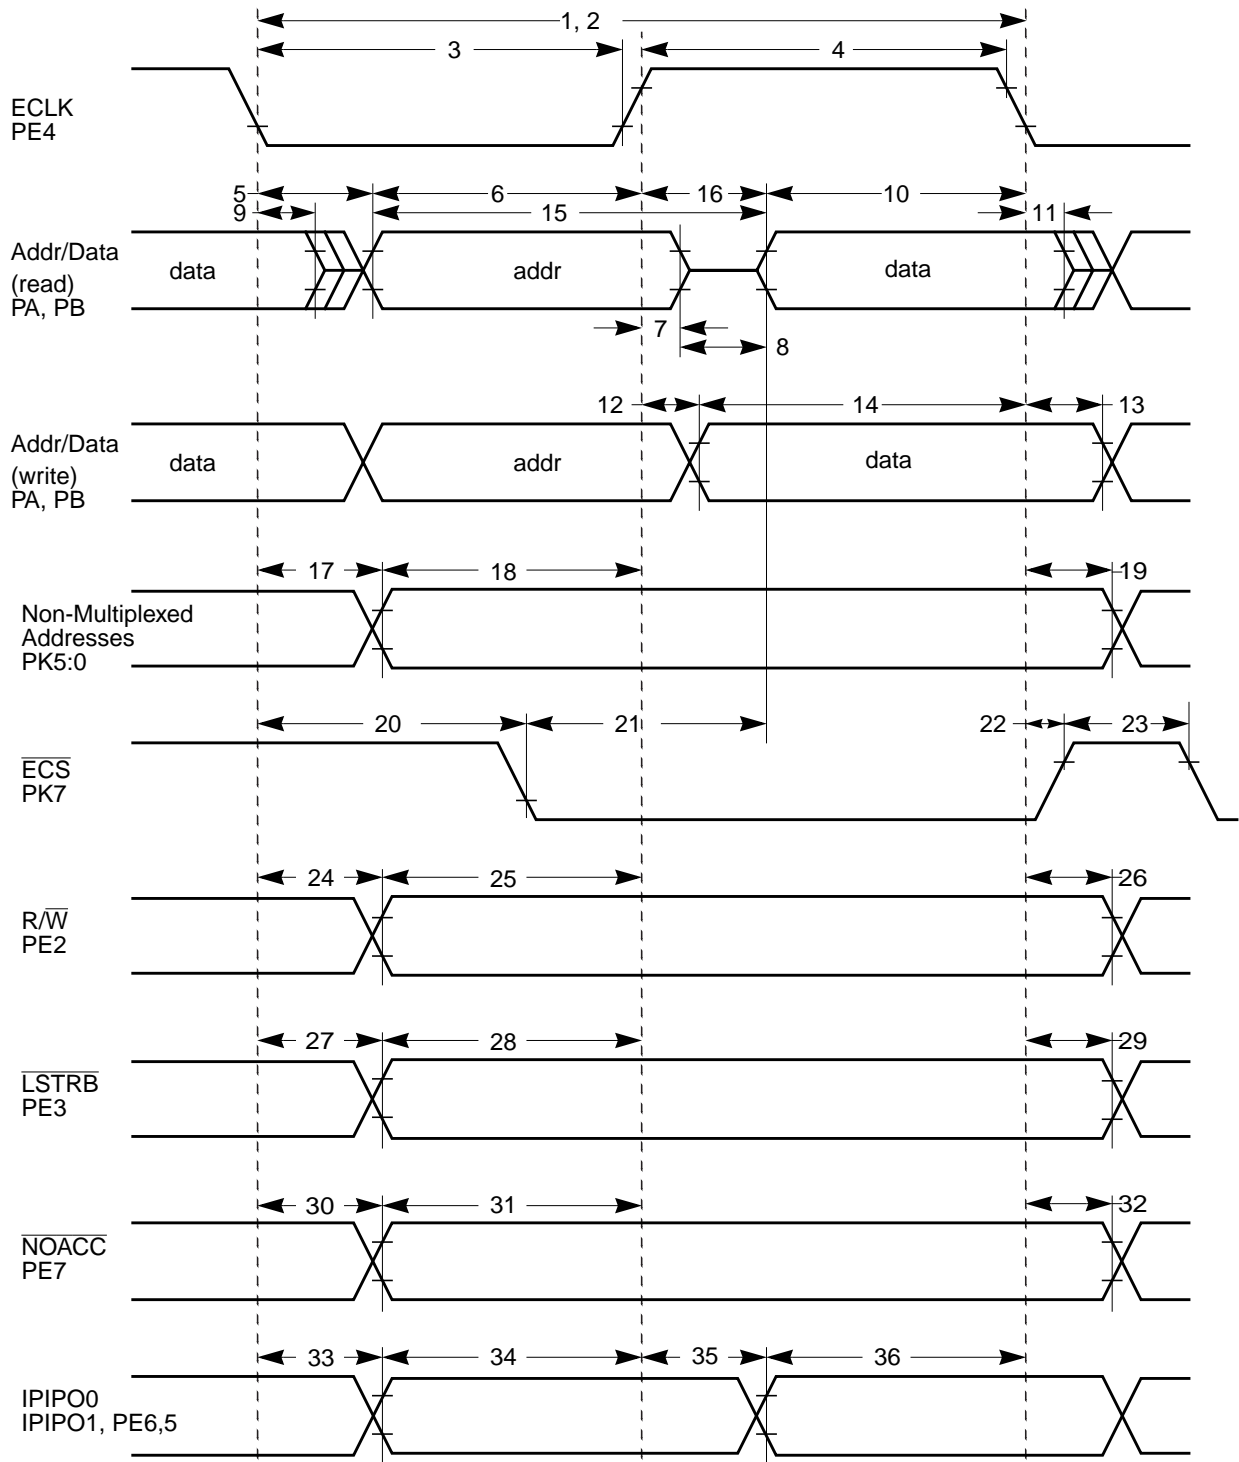 1, 2
3
4
ECLK
PE4
5
6
16
10
9
15
11
Addr/Data
(read)
PA, PB
data
addr
data
7
8
12
14
13
Addr/Data
(write)
PA, PB
data
addr
data
17
18
19
Non-Multiplexed
Addresses
PK5:0
20
21
22
23
ECS
PK7
24
25
26
R/W
PE2
27
28
29
LSTRB
PE3
30
31
32
NOACC
PE7
33
34
35
36
IPIPO0
IPIPO1, PE6,5